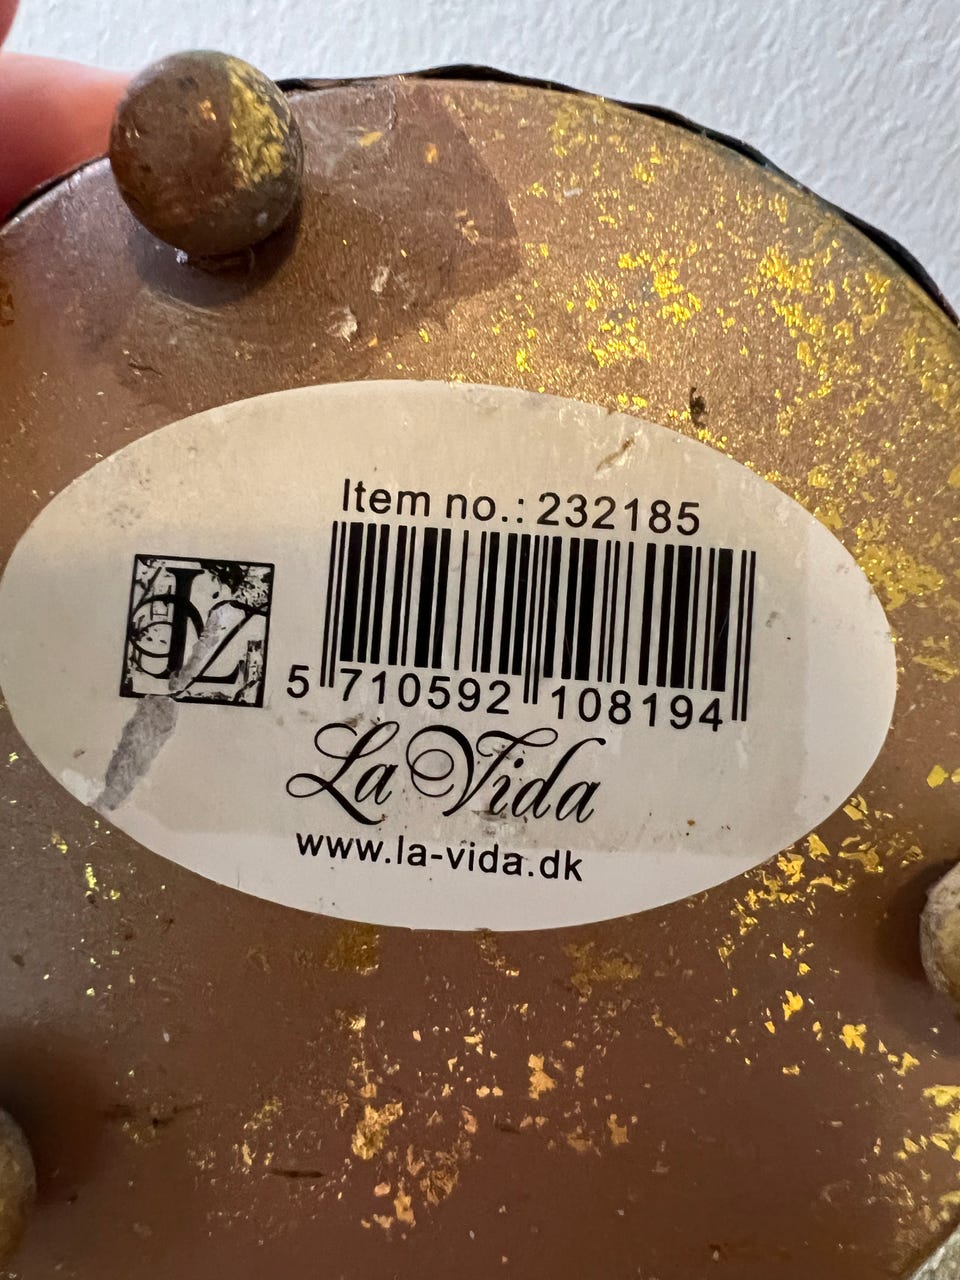 Item no.: 232185
5 710592 108194
La Vida
www.la-vida.dk